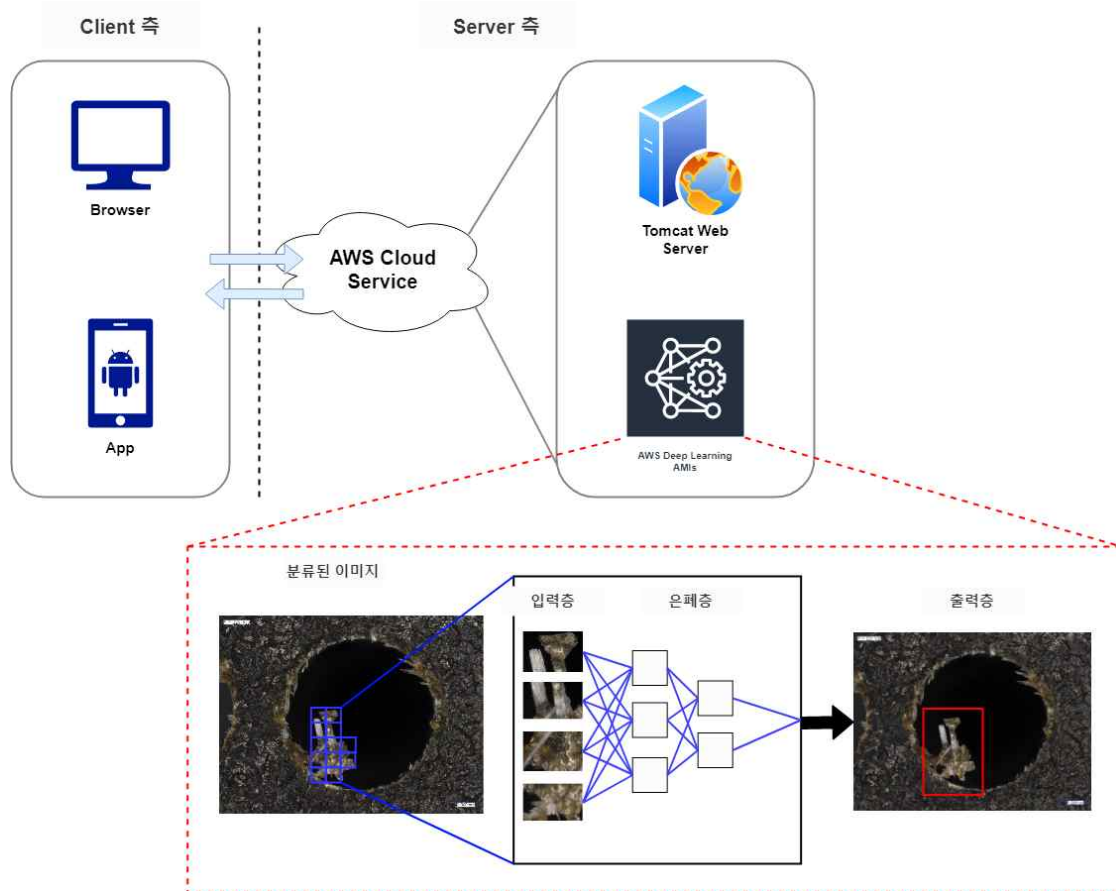 Client 측
Server 측
Browser
App
AWS Cloud
Service
Tomcat Web
Server
AWS Deep Learning
AMIs
분류된 이미지
입력층
은폐층
출력층